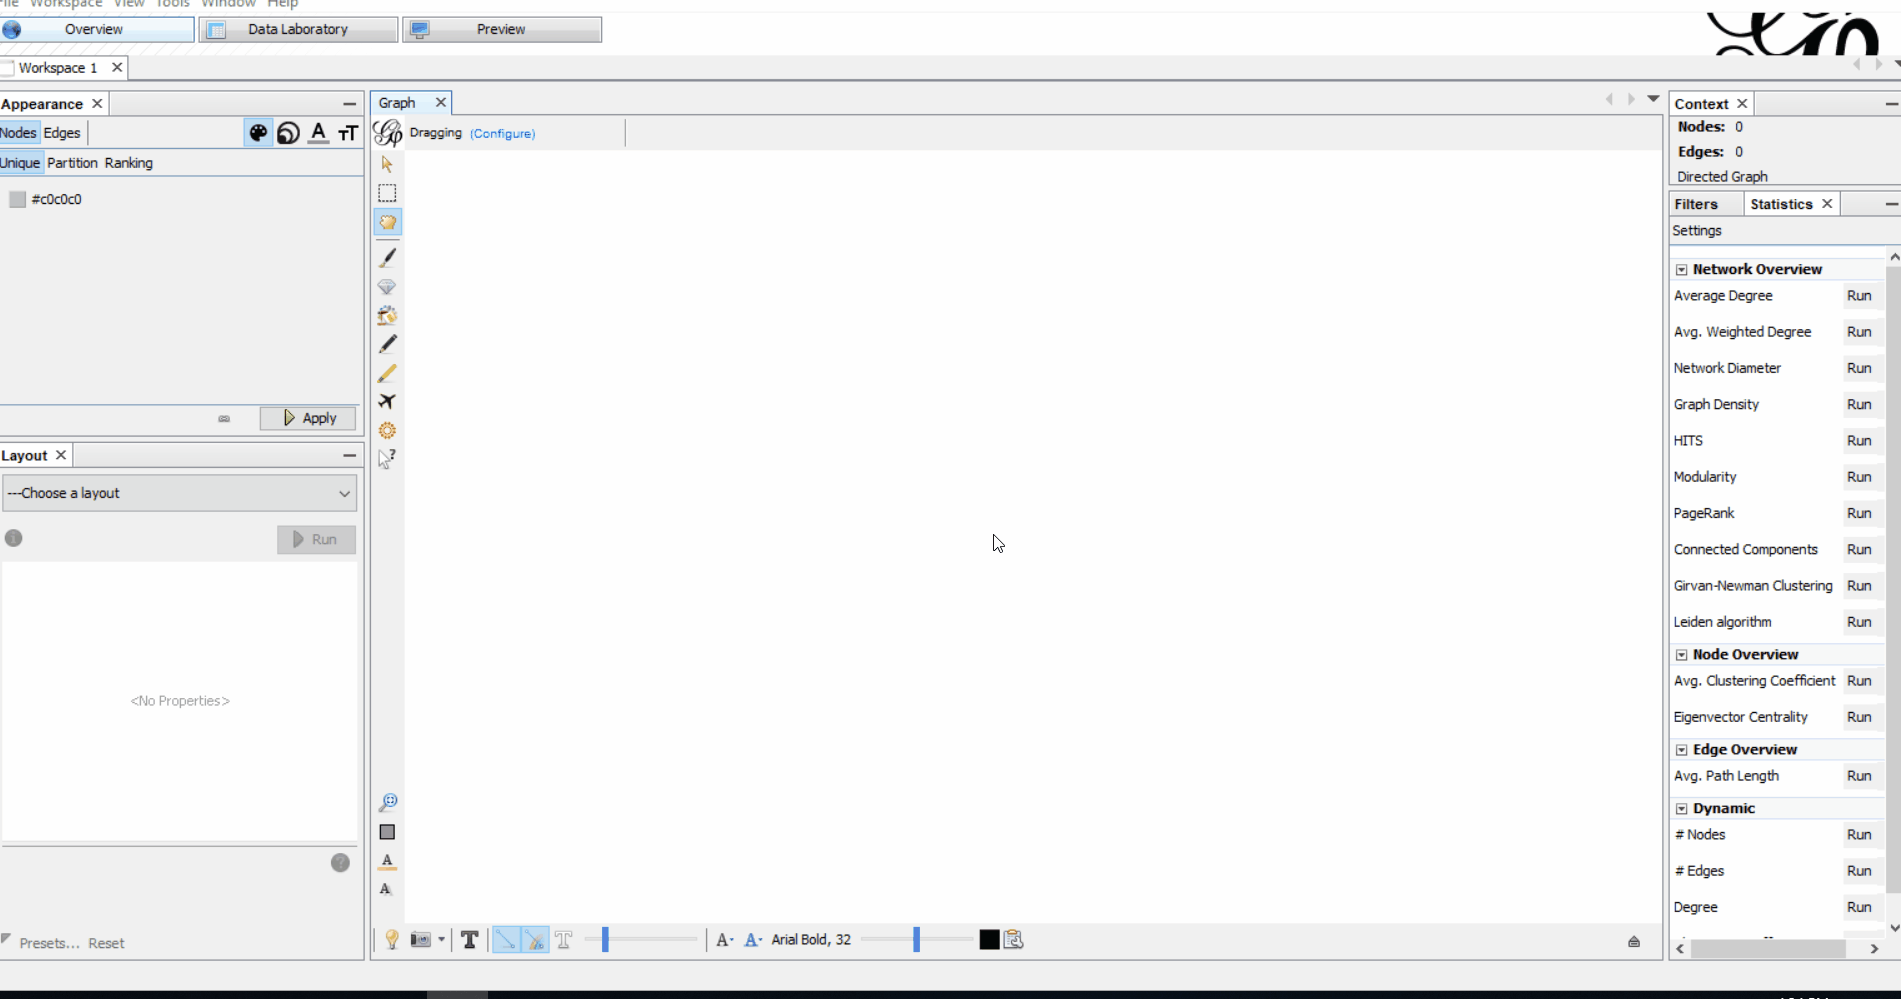 File Workspace View Tools Window Help
Overview Data Laboratory Preview
Workspace 1
Appearance
Nodes Edges
Unique Partition Ranking
#c0c0c0
Apply
Layout
---Choose a layout
Run
<No Properties>
Presets... Reset
Graph
Dragging (Configure)
Arial Bold, 32
Context
Nodes: 0
Edges: 0
Directed Graph
Filters Statistics
Settings
Network Overview
Average Degree Run
Avg. Weighted Degree Run
Network Diameter Run
Graph Density Run
HITS Run
Modularity Run
PageRank Run
Connected Components Run
Girvan-Newman Clustering Run
Leiden algorithm Run
Node Overview
Avg. Clustering Coefficient Run
Eigenvector Centrality Run
Edge Overview
Avg. Path Length Run
Dynamic
# Nodes Run
# Edges Run
Degree Run